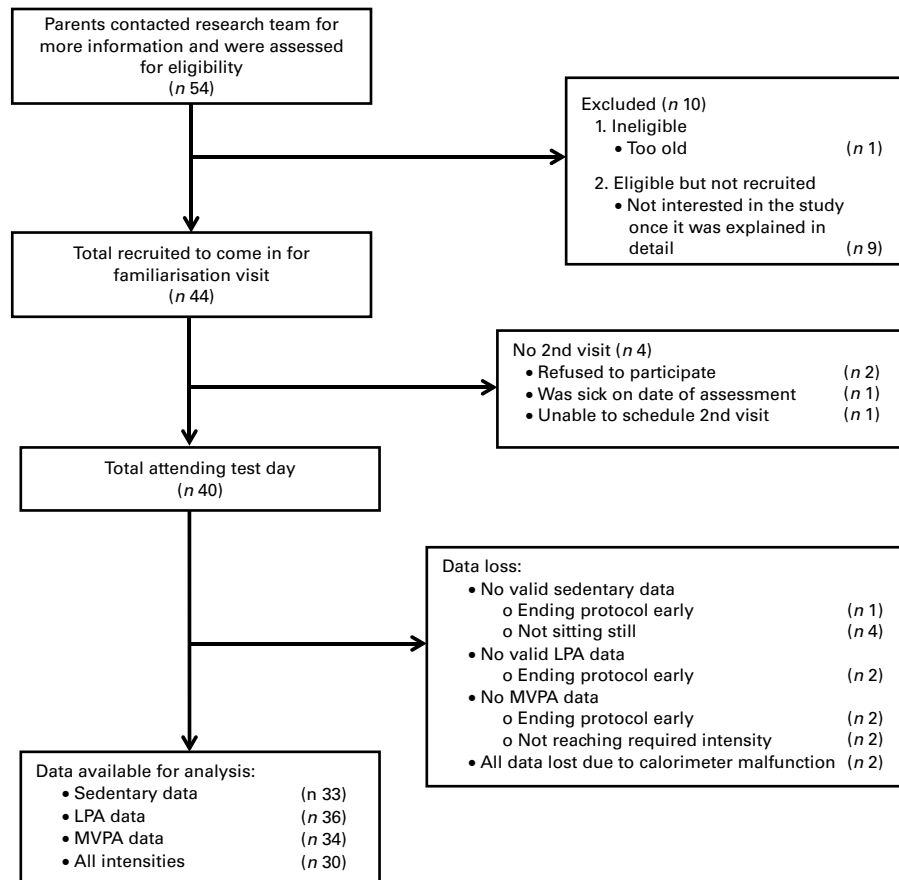 Parents contacted research team for
more information and were assessed
for eligibility
(n 54)
Excluded (n 10)
1. Ineligible
• Too old (n 1)
2. Eligible but not recruited
• Not interested in the study
once it was explained in
detail (n 9)
Total recruited to come in for
familiarisation visit
(n 44)
No 2nd visit (n 4)
• Refused to participate (n 2)
• Was sick on date of assessment (n 1)
• Unable to schedule 2nd visit (n 1)
Total attending test day
(n 40)
Data loss:
• No valid sedentary data
o Ending protocol early (n 1)
o Not sitting still (n 4)
• No valid LPA data
o Ending protocol early (n 2)
• No MVPA data
o Ending protocol early (n 2)
o Not reaching required intensity (n 2)
• All data lost due to calorimeter malfunction (n 2)
Data available for analysis:
• Sedentary data (n 33)
• LPA data (n 36)
• MVPA data (n 34)
• All intensities (n 30)